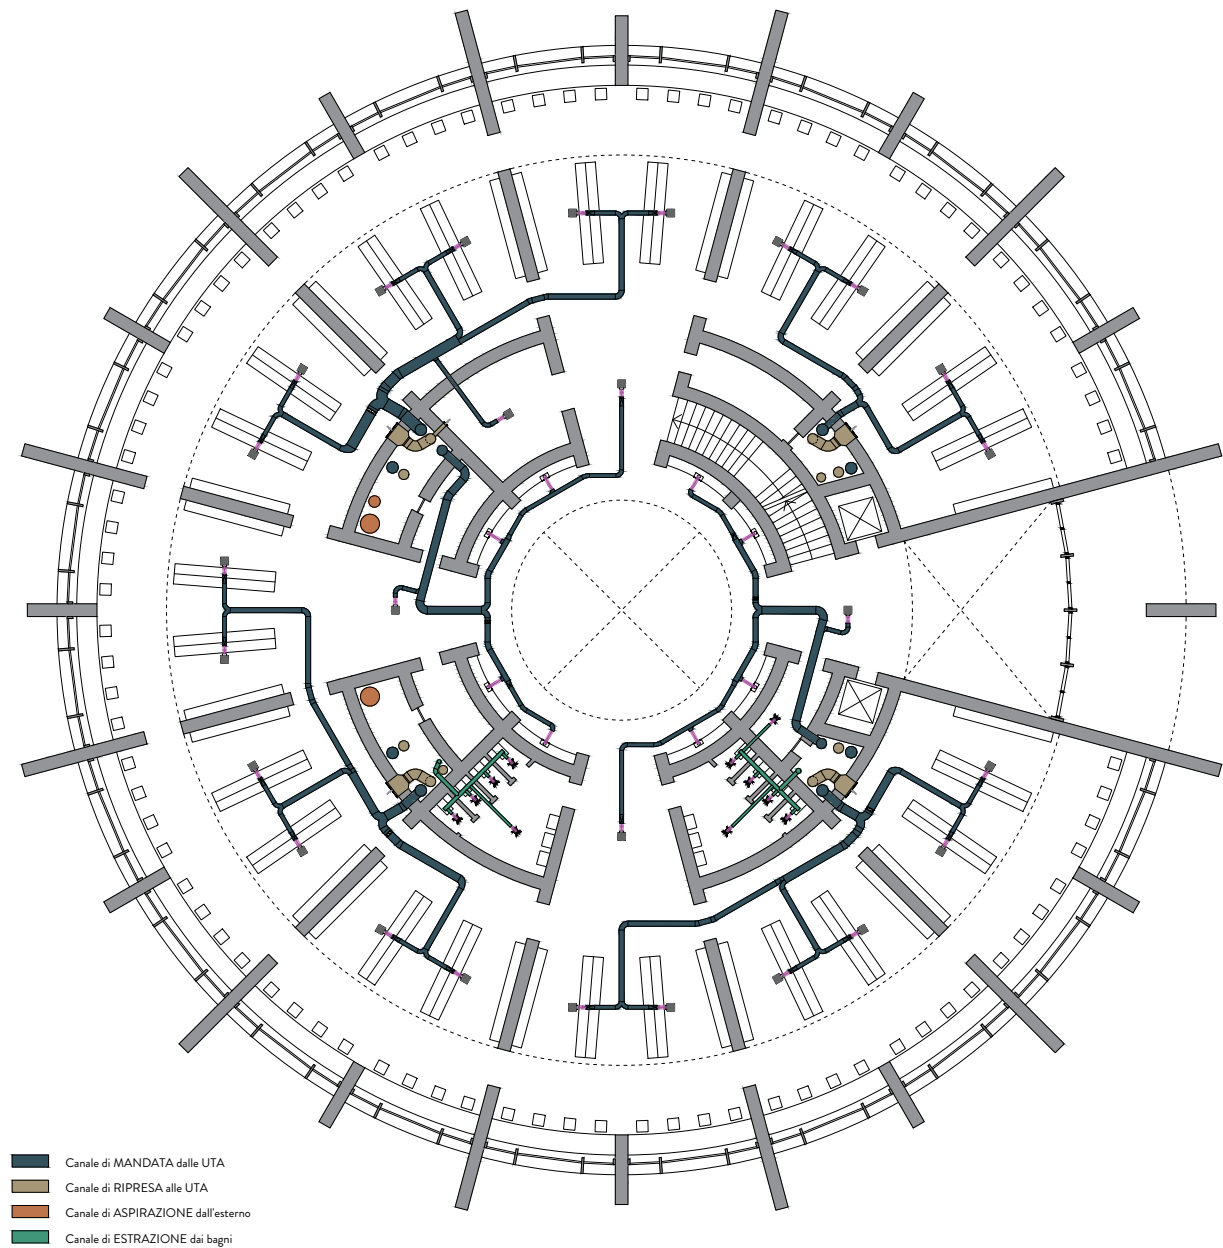 Canale di MANDATA dalle UTA
Canale di RIPRESA alle UTA
Canale di ASPIRAZIONE dall'esterno
Canale di ESTRAZIONE dai bagni